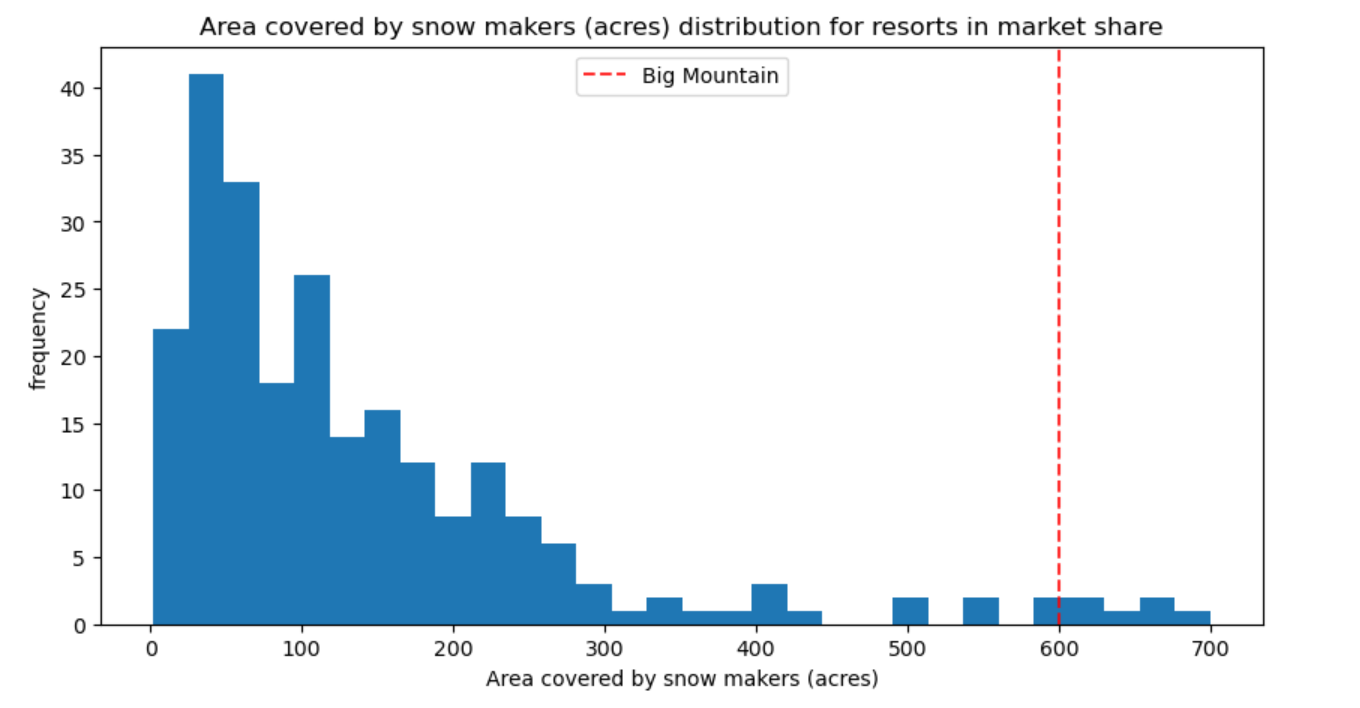 Area covered by snow makers (acres) distribution for resorts in market share
Big Mountain
40
35
30
25
20
15
10
5
0
frequency
0 100 200 300 400 500 600 700
Area covered by snow makers (acres)